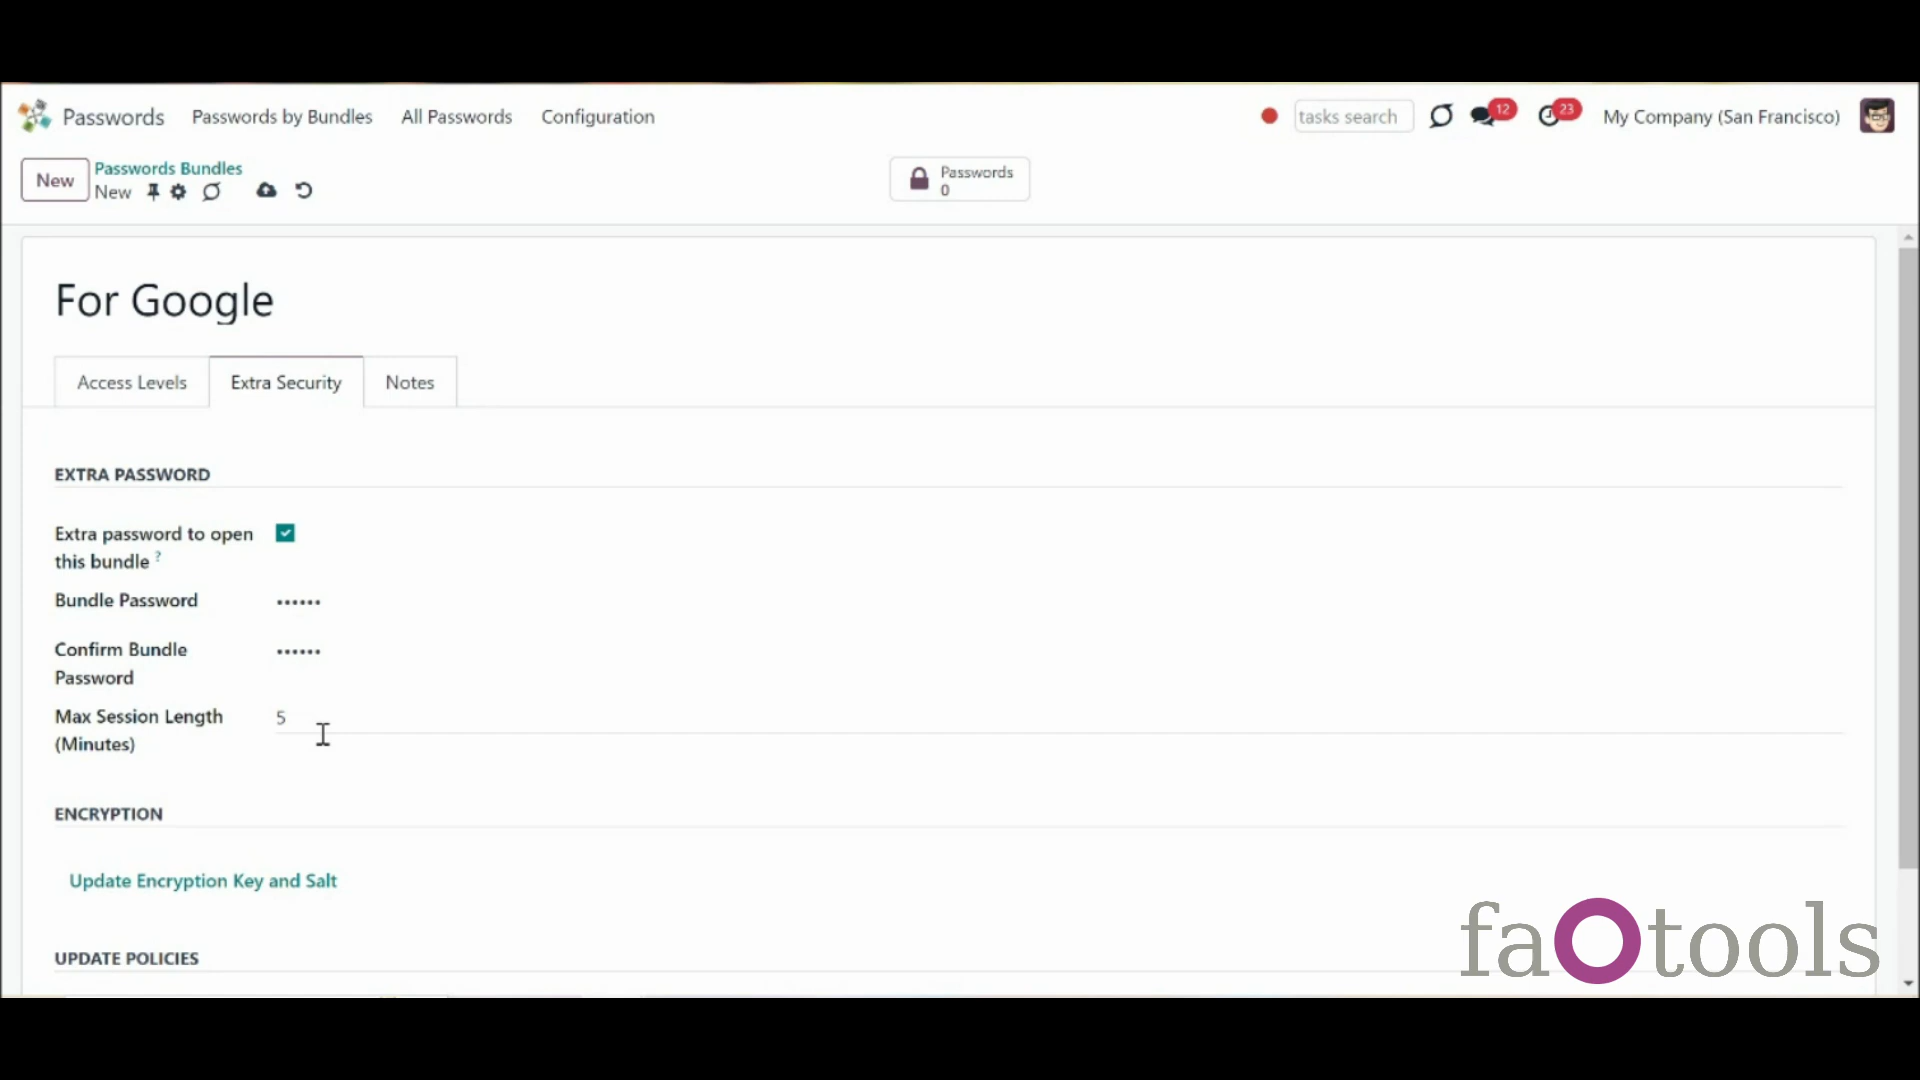 Passwords Passwords by Bundles All Passwords Configuration tasks search 12 23 My Company (San Francisco)
New Passwords Bundles
New
Passwords
0
For Google
Access Levels Extra Security Notes
EXTRA PASSWORD
Extra password to open
this bundle ?
Bundle Password ••••••
Confirm Bundle
Password ••••••
Max Session Length
(Minutes) 5
ENCRYPTION
Update Encryption Key and Salt
UPDATE POLICIES
faOtools